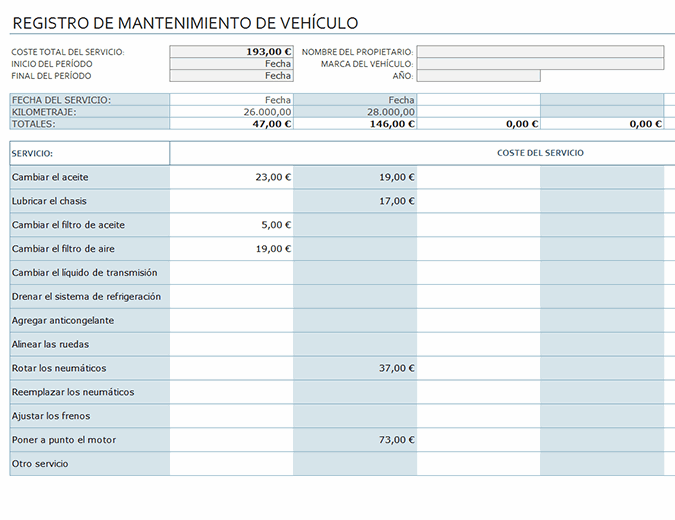 REGISTRO DE MANTENIMIENTO DE VEHÍCULO
COSTE TOTAL DEL SERVICIO: 193,00 € NOMBRE DEL PROPIETARIO:
INICIO DEL PERÍODO Fecha MARCA DEL VEHÍCULO:
FINAL DEL PERÍODO Fecha AÑO:
FECHA DEL SERVICIO: Fecha Fecha
KILOMETRAJE: 26.000,00 28.000,00
TOTALES: 47,00 € 146,00 € 0,00 € 0,00 €
SERVICIO: COSTE DEL SERVICIO
Cambiar el aceite 23,00 € 19,00 €
Lubricar el chasis 17,00 €
Cambiar el filtro de aceite 5,00 €
Cambiar el filtro de aire 19,00 €
Cambiar el líquido de transmisión
Drenar el sistema de refrigeración
Agregar anticongelante
Alinear las ruedas
Rotar los neumáticos 37,00 €
Reemplazar los neumáticos
Ajustar los frenos
Poner a punto el motor 73,00 €
Otro servicio